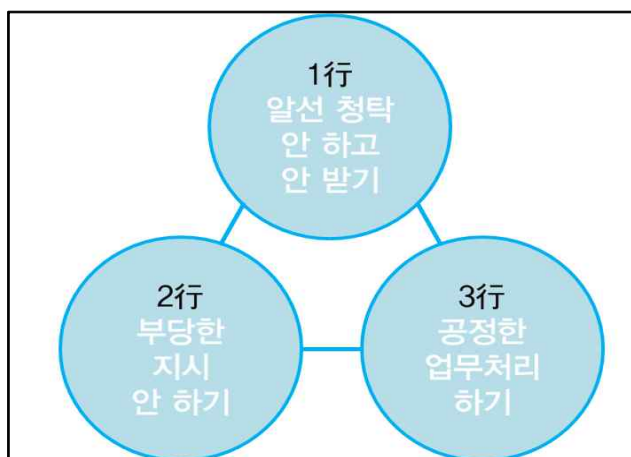 1行
알선 청탁
안 하고
안 받기
2行
부당한
지시
안 하기
3行
공정한
업무처리
하기